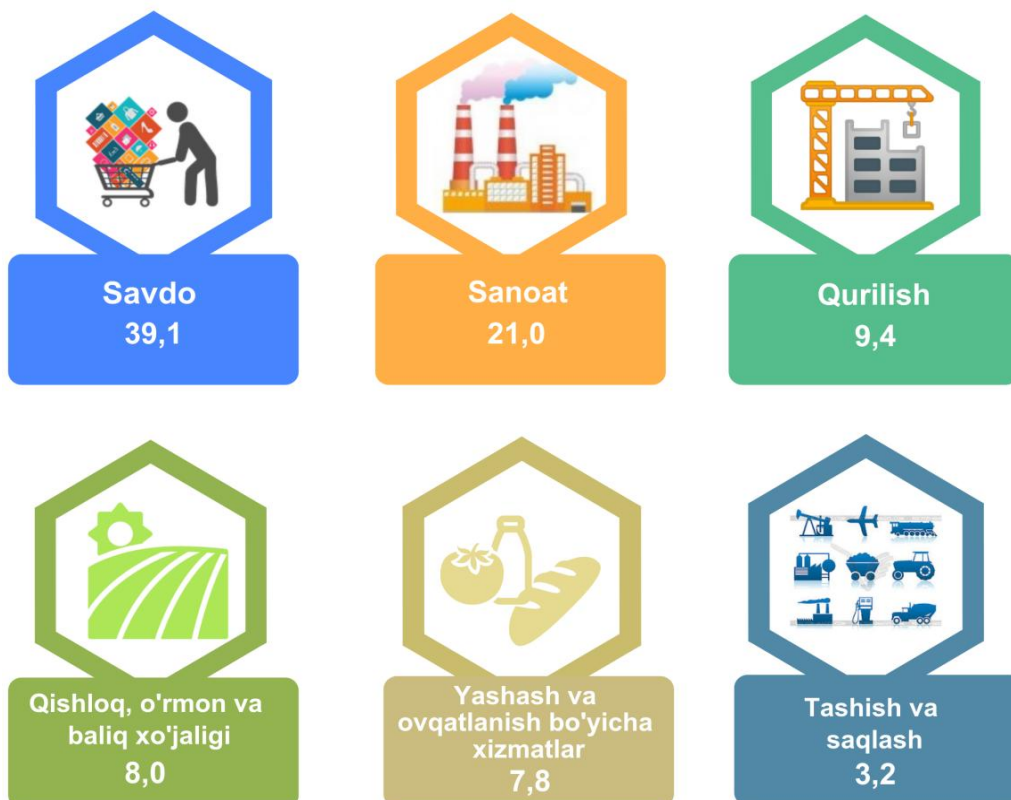 Savdo
39,1
Sanoat
21,0
Qurilish
9,4
Qishloq, o'rmon va
baliq xo'jaligi
8,0
Yashash va
ovqatlanish bo'yicha
xizmatlar
7,8
Tashish va
saqlash
3,2